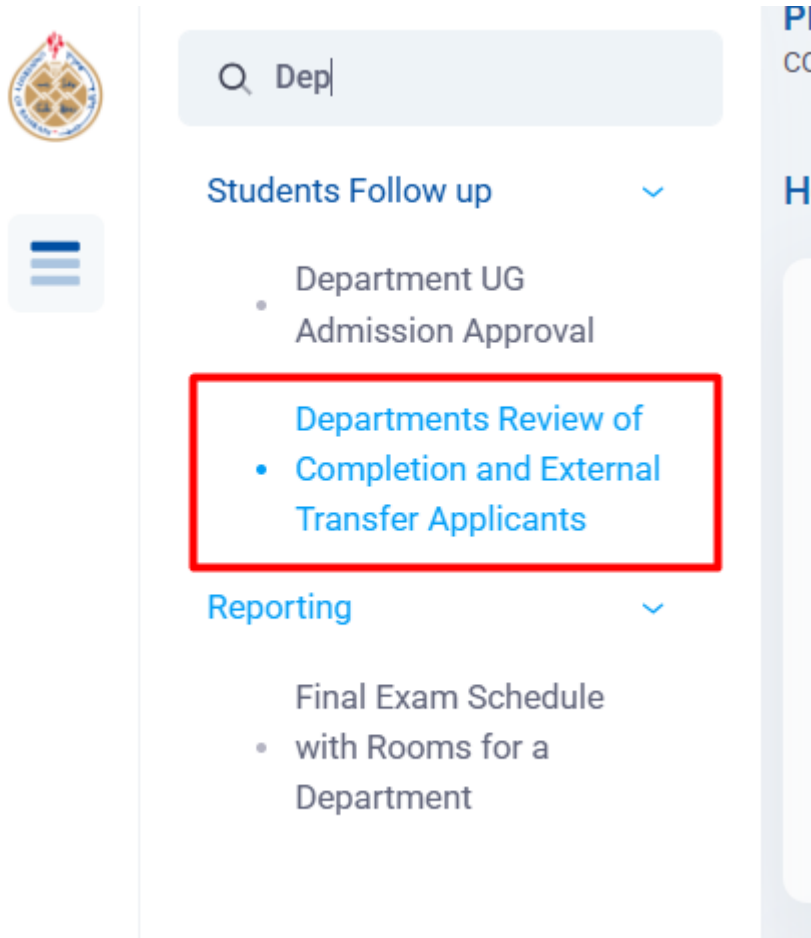 Dep
Students Follow up
Department UG
Admission Approval
Departments Review of
Completion and External
Transfer Applicants
Reporting
Final Exam Schedule
with Rooms for a
Department
H